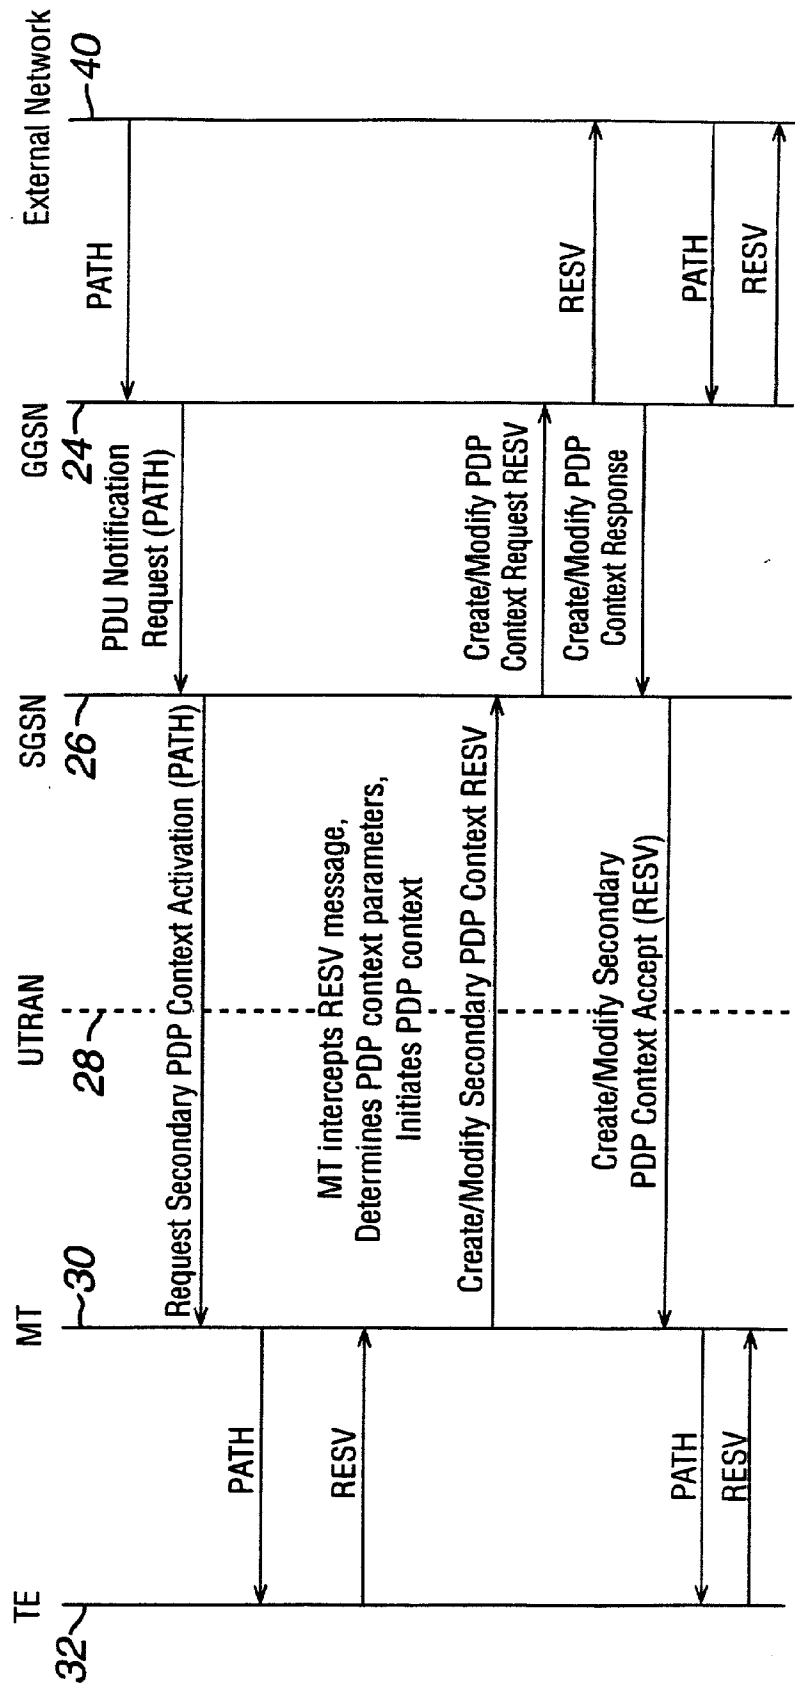 TE
MT
UTRAN
SGSN
GGSN
External Network
32
30
28
26
24
40
PATH
PDU Notification
Request (PATH)
Request Secondary PDP Context Activation (PATH)
PATH
RESV
MT intercepts RESV message,
Determines PDP context parameters,
Initiates PDP context
Create/Modify Secondary PDP Context RESV
Create/Modify PDP
Context Request RESV
RESV
Create/Modify PDP
Context Response
Create/Modify Secondary
PDP Context Accept (RESV)
PATH
RESV
PATH
RESV